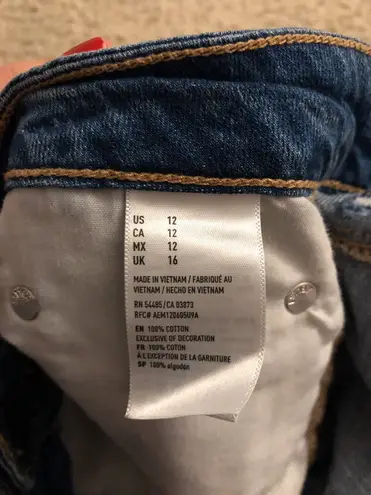 US 12
CA 12
MX 12
UK 16
MADE IN VIETNAM / FABRIQUÉ AU
VIETNAM / HECHO EN VIETNAM
RN 54485/CA 03873
RFC# AEM120605U9A
EN 100% COTTON
EXCLUSIVE OF DECORATION
FR 100% COTON
À L'EXCEPTION DE LA GARNITURE
SP 100% algodón